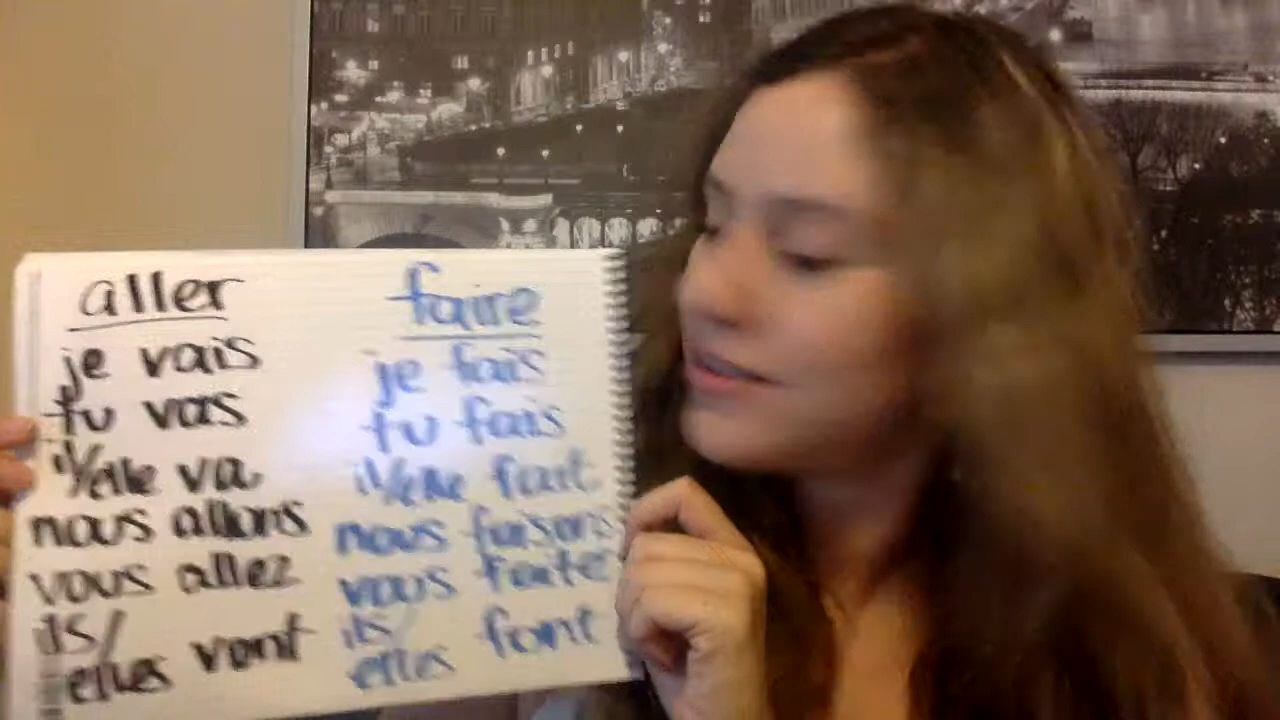 aller
je vais
tu vas
il/elle va
nous allons
vous allez
ils/
elles vont
faire
je fais
tu fais
il/elle fait
nous faisons
vous faites
ils/
elles font